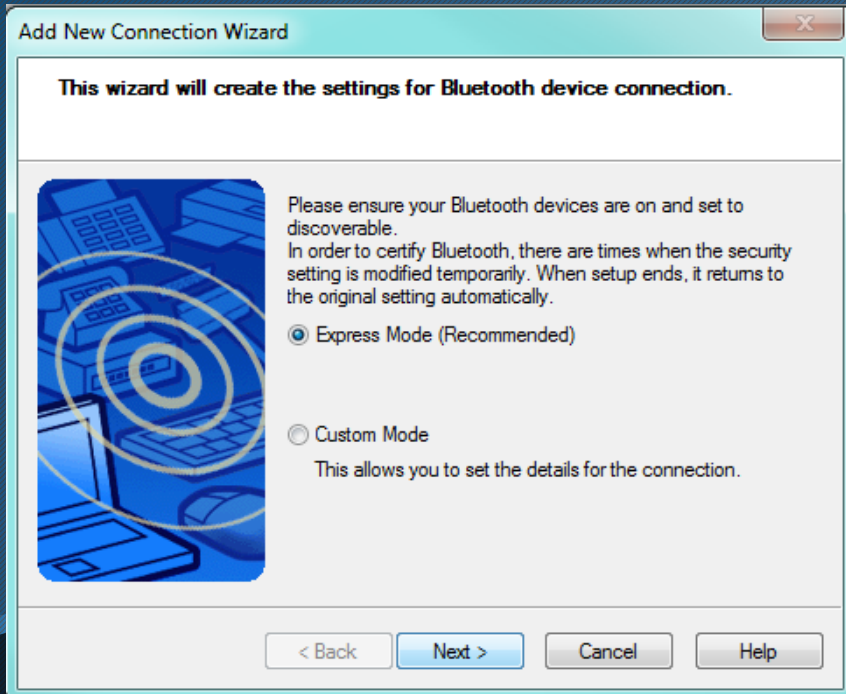 Add New Connection Wizard
This wizard will create the settings for Bluetooth device connection.
Please ensure your Bluetooth devices are on and set to
discoverable.
In order to certify Bluetooth, there are times when the security
setting is modified temporarily. When setup ends, it returns to
the original setting automatically.
Express Mode (Recommended)
Custom Mode
This allows you to set the details for the connection.
< Back Next > Cancel Help